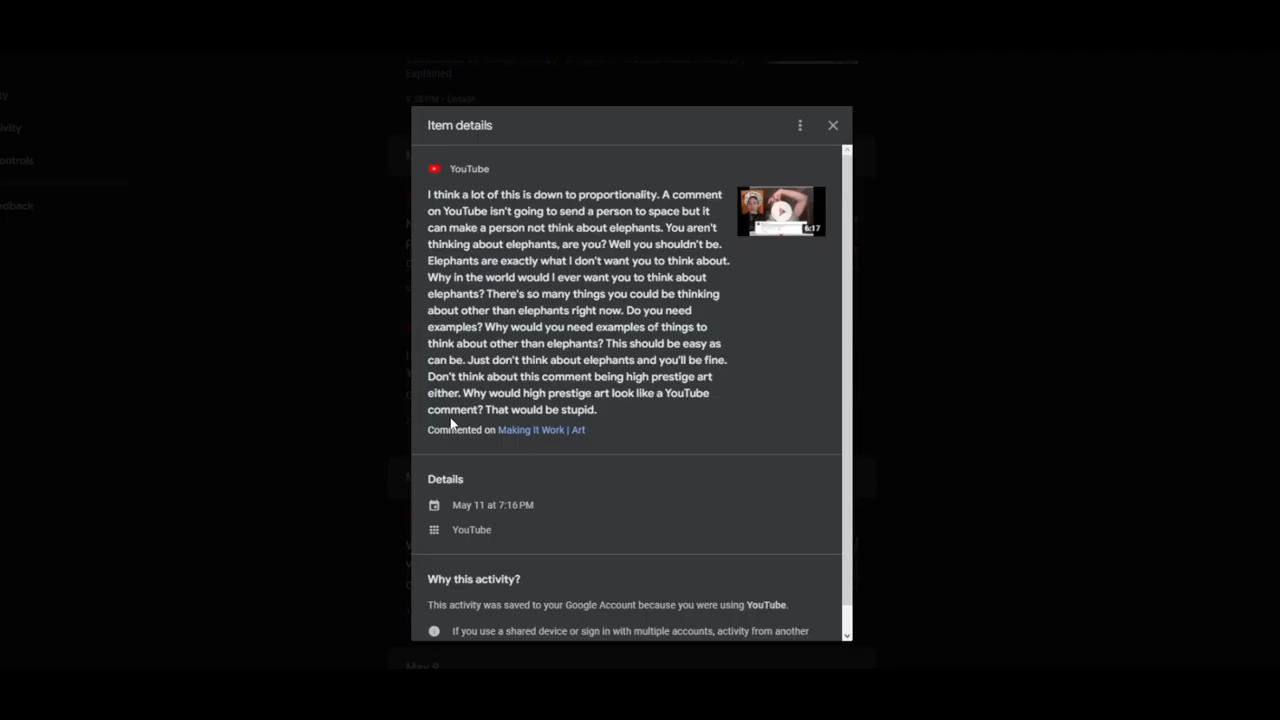 Explained
ty
ivity
ontrols
edback
Item details
YouTube
I think a lot of this is down to proportionality. A comment
on YouTube isn't going to send a person to space but it
can make a person not think about elephants. You aren't
thinking about elephants, are you? Well you shouldn't be.
Elephants are exactly what I don't want you to think about.
Why in the world would I ever want you to think about
elephants? There's so many things you could be thinking
about other than elephants right now. Do you need
examples? Why would you need examples of things to
think about other than elephants? This should be easy as
can be. Just don't think about elephants and you'll be fine.
Don't think about this comment being high prestige art
either. Why would high prestige art look like a YouTube
comment? That would be stupid.
6:17
Commented on Making It Work | Art
Details
May 11 at 7:16 PM
YouTube
Why this activity?
This activity was saved to your Google Account because you were using YouTube.
If you use a shared device or sign in with multiple accounts, activity from another
May 9